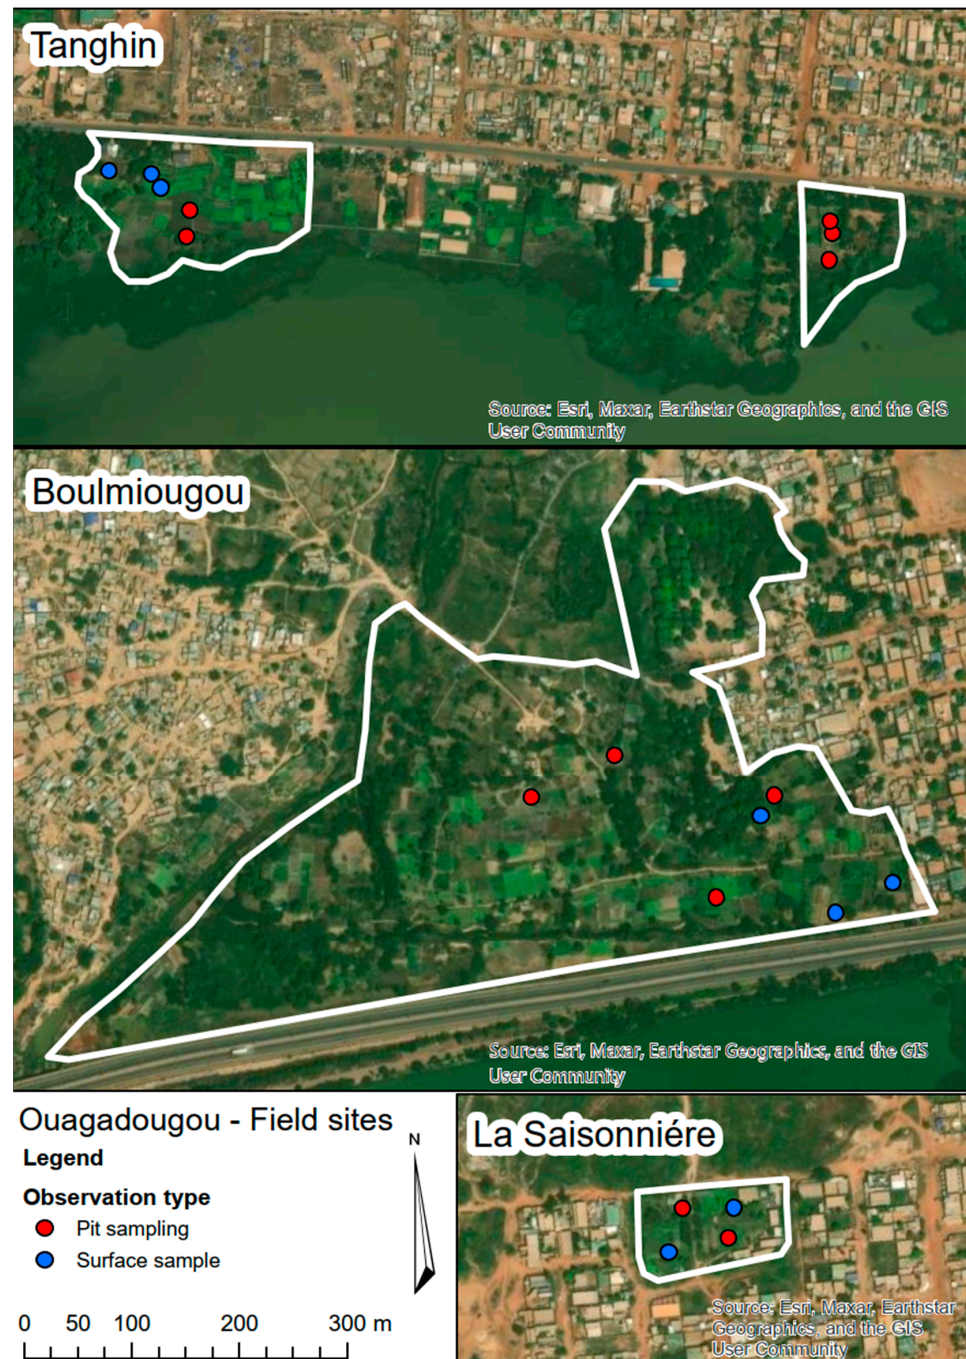 Tanghin
Source: Esri, Maxar, Earthstar Geographics, and the GIS
User Community
Boulmiougou
Source: Esri, Maxar, Earthstar Geographics, and the GIS
User Community
Ouagadougou - Field sites
Legend
Observation type
Pit sampling
Surface sample
N
0 50 100 200 300 m
La Saisonniére
Source: Esri, Maxar, Earthstar
Geographics, and the GIS
User Community